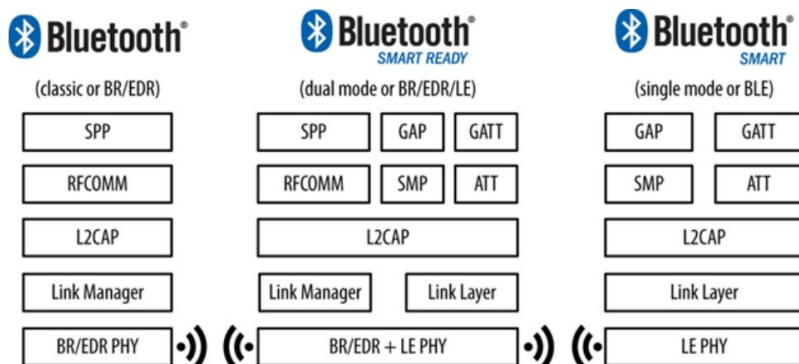 Bluetooth®
(classic or BR/EDR)
SPP
RFCOMM
L2CAP
Link Manager
BR/EDR PHY
Bluetooth®
SMART READY
(dual mode or BR/EDR/LE)
SPP GAP GATT
RFCOMM SMP ATT
L2CAP
Link Manager Link Layer
BR/EDR + LE PHY
Bluetooth®
SMART
(single mode or BLE)
GAP GATT
SMP ATT
L2CAP
Link Layer
LE PHY